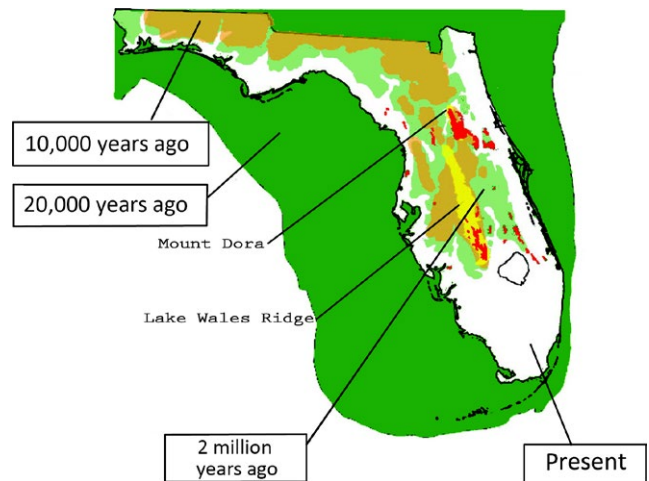 10,000 years ago
20,000 years ago
Mount Dora
Lake Wales Ridge
2 million
years ago
Present